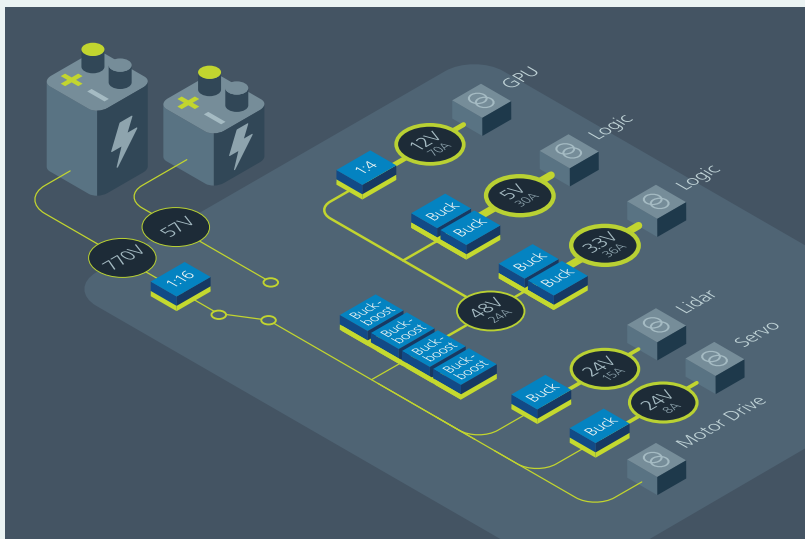 GPU
12V
70A
1:4
Logic
5V
30A
Buck
Buck
Logic
3.3V
36A
Buck
Buck
57V
770V
1:16
48V
24A
Buck-
boost
Buck-
boost
Buck-
boost
Buck-
boost
Lidar
24V
15A
Buck
Servo
24V
8A
Buck
Motor Drive